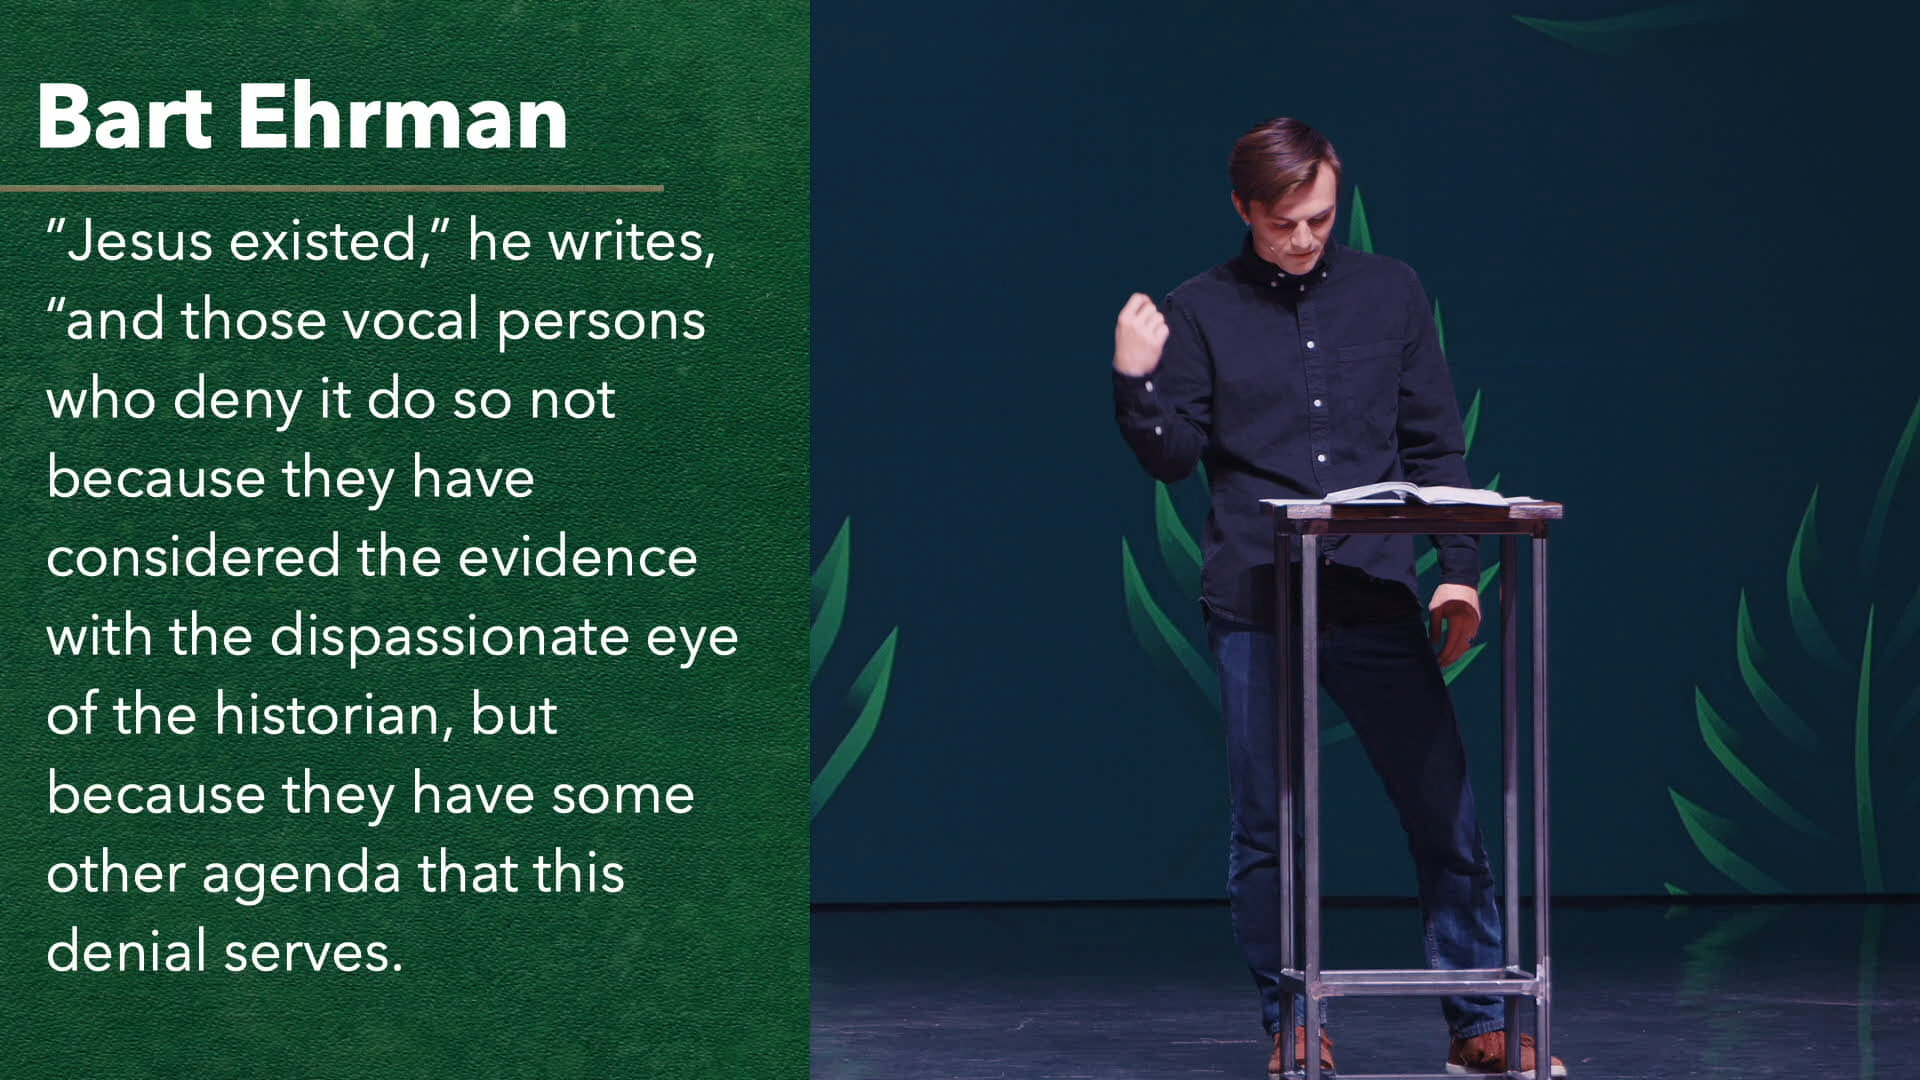 Bart Ehrman
”Jesus existed,” he writes,
“and those vocal persons
who deny it do so not
because they have
considered the evidence
with the dispassionate eye
of the historian, but
because they have some
other agenda that this
denial serves.